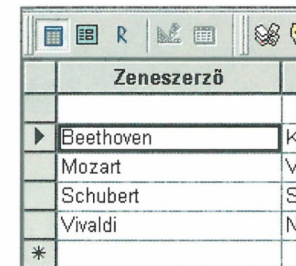 R
Zeneszerző
Beethoven K
Mozart V
Schubert S
Vivaldi N
*